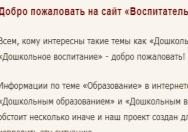 Добро пожаловать на сайт «Воспитатель
Всем, кому интересны такие темы как «Дошколь
«Дошкольное воспитание» - добро пожаловать!
Информации по теме «Образование» в интернет
«Дошкольным образованием» и «Дошкольным в
обстоит несколько иначе и наш проект создан дл